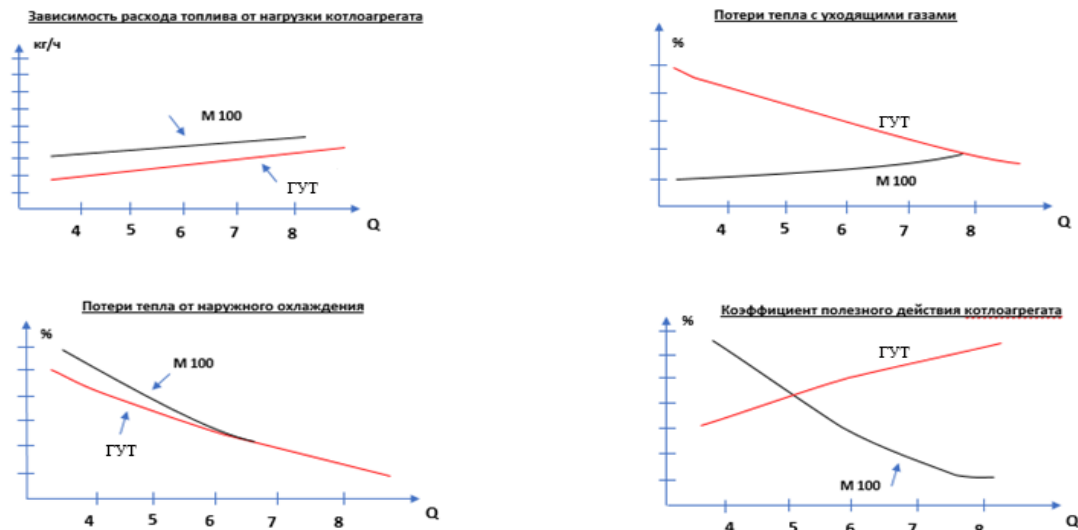 Зависимость расхода топлива от нагрузки котлоагрегата
кг/ч
М 100
ГУТ
4 5 6 7 8 Q
Потери тепла с уходящими газами
%
ГУТ
М 100
4 5 6 7 8 Q
Потери тепла от наружного охлаждения
%
М 100
ГУТ
4 5 6 7 8 Q
Коэффициент полезного действия котлоагрегата
%
ГУТ
М 100
4 5 6 7 8 Q